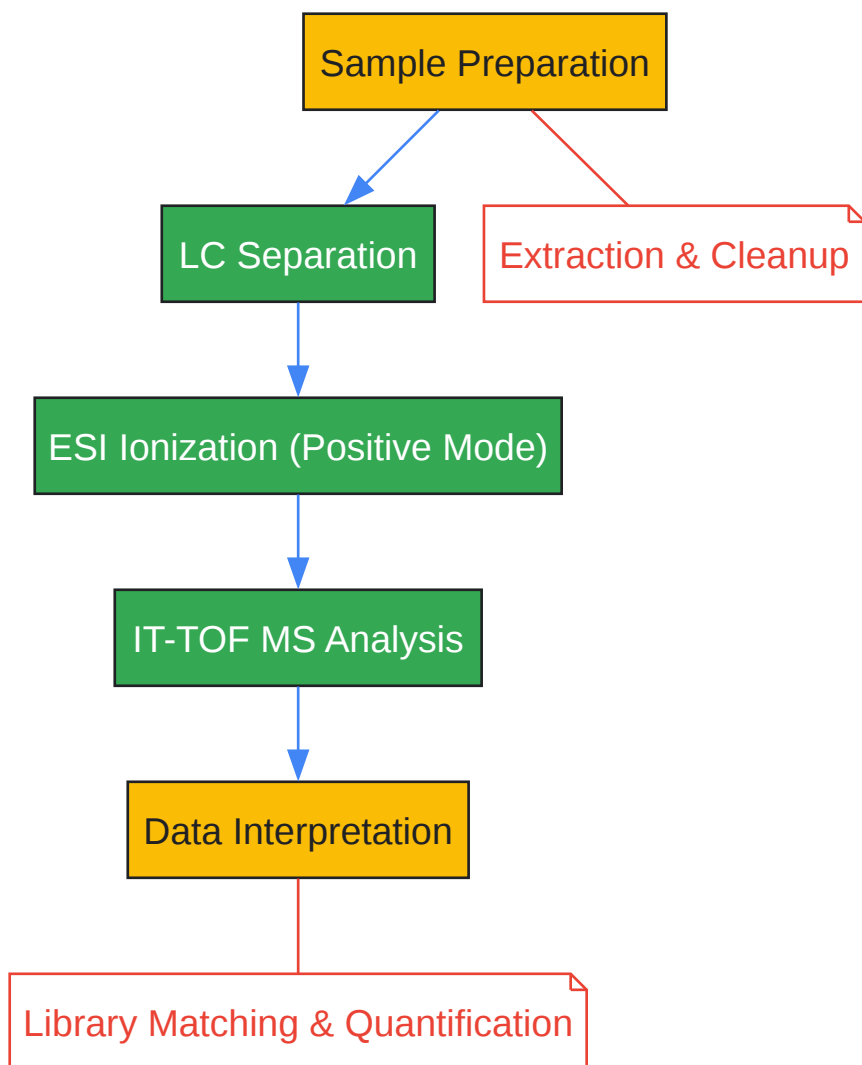 Sample Preparation
LC Separation
Extraction & Cleanup
ESI Ionization (Positive Mode)
IT-TOF MS Analysis
Data Interpretation
Library Matching & Quantification